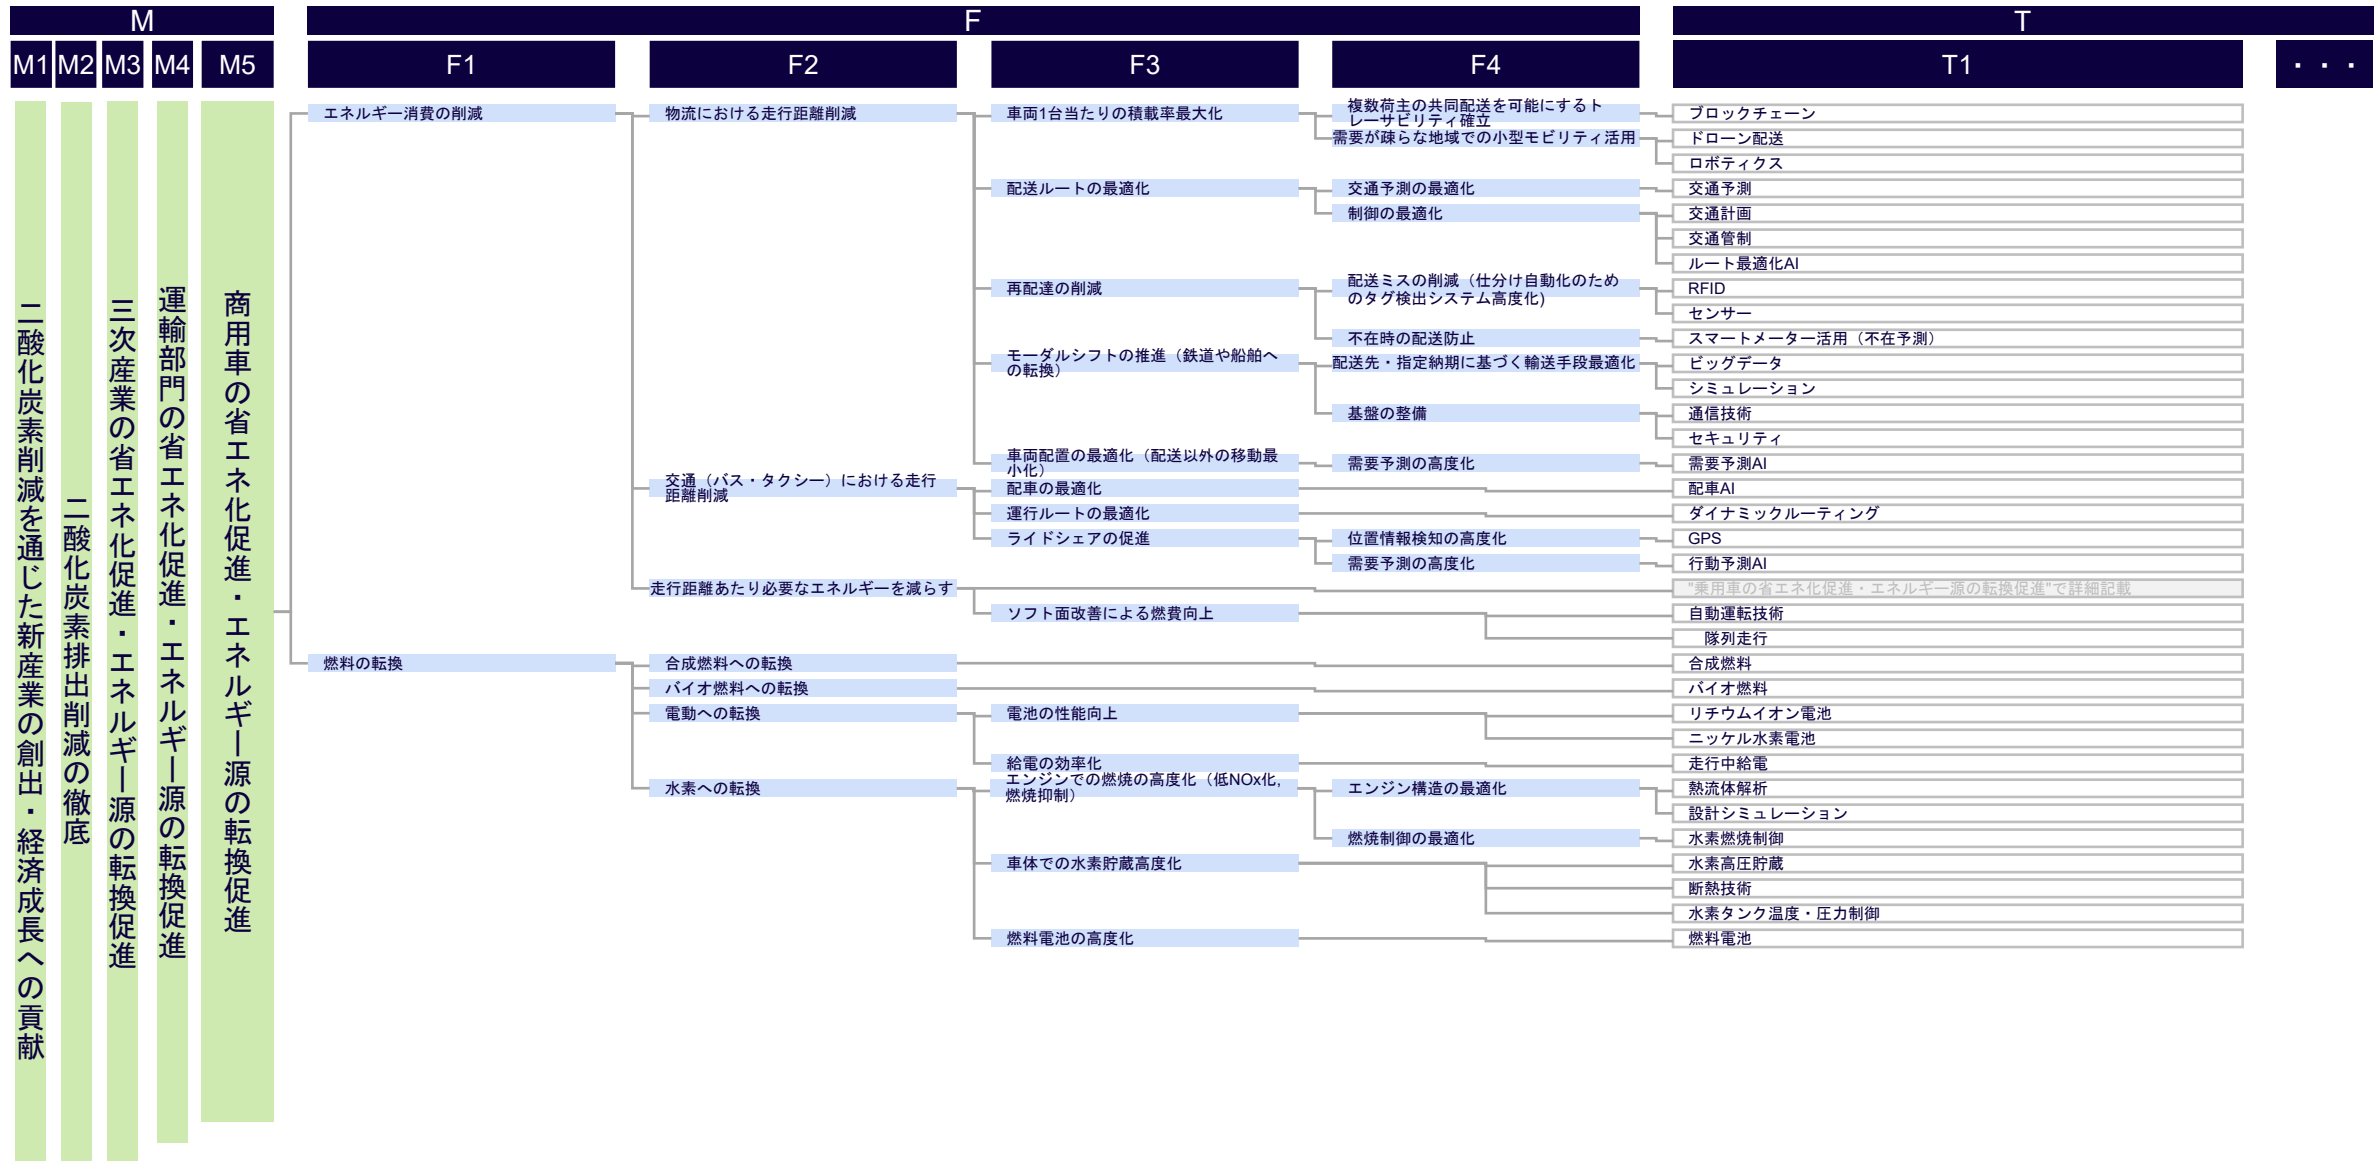 M
F
T
M1
M2
M3
M4
M5
F1
F2
F3
F4
T1
・・・
二酸化炭素削減を通じた新産業の創出・経済成長への貢献
二酸化炭素排出削減の徹底
三次産業の省エネ化促進・エネルギー源の転換促進
運輸部門の省エネ化促進・エネルギー源の転換促進
商用車の省エネ化促進・エネルギー源の転換促進
エネルギー消費の削減
物流における走行距離削減
車両1台当たりの積載率最大化
複数荷主の共同配送を可能にするト
レーサビリティ確立
ブロックチェーン
需要が疎らな地域での小型モビリティ活用
ドローン配送
ロボティクス
配送ルートの最適化
交通予測の最適化
交通予測
制御の最適化
交通計画
交通管制
ルート最適化AI
再配達の削減
配送ミスの削減（仕分け自動化のため
のタグ検出システム高度化)
RFID
センサー
不在時の配送防止
スマートメーター活用（不在予測）
モーダルシフトの推進（鉄道や船舶へ
の転換）
配送先・指定納期に基づく輸送手段最適化
ビッグデータ
シミュレーション
基盤の整備
通信技術
セキュリティ
車両配置の最適化（配送以外の移動最
小化）
需要予測の高度化
需要予測AI
交通（バス・タクシー）における走行
距離削減
配車の最適化
配車AI
運行ルートの最適化
ダイナミックルーティング
ライドシェアの促進
位置情報検知の高度化
GPS
需要予測の高度化
行動予測AI
走行距離あたり必要なエネルギーを減らす
"乗用車の省エネ化促進・エネルギー源の転換促進"で詳細記載
ソフト面改善による燃費向上
自動運転技術
隊列走行
燃料の転換
合成燃料への転換
合成燃料
バイオ燃料への転換
バイオ燃料
電動への転換
電池の性能向上
リチウムイオン電池
ニッケル水素電池
給電の効率化
走行中給電
水素への転換
エンジンでの燃焼の高度化（低NOx化,
燃焼抑制）
エンジン構造の最適化
熱流体解析
設計シミュレーション
燃焼制御の最適化
水素燃焼制御
車体での水素貯蔵高度化
水素高圧貯蔵
断熱技術
水素タンク温度・圧力制御
燃料電池の高度化
燃料電池